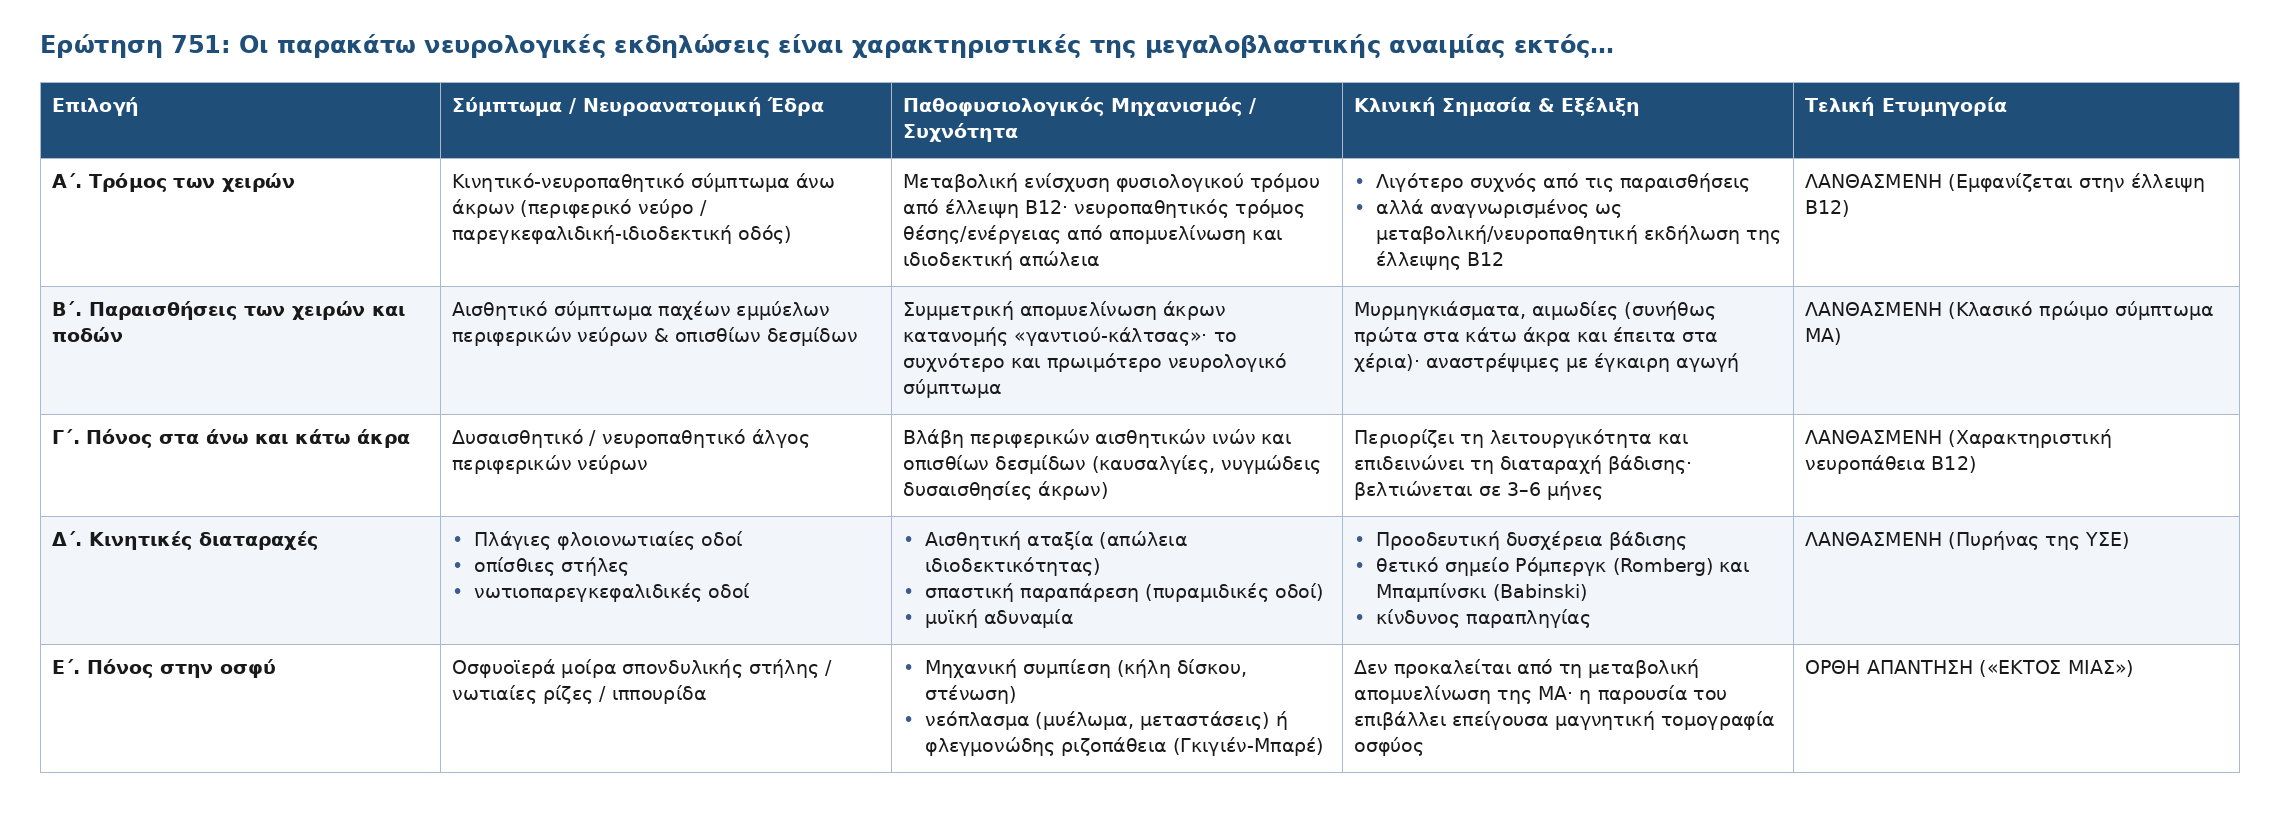 Ερώτηση 751: Οι παρακάτω νευρολογικές εκδηλώσεις είναι χαρακτηριστικές της μεγαλοβλαστικής αναιμίας εκτός…
Επιλογή
Σύμπτωμα / Νευροανατομική Έδρα
Παθοφυσιολογικός Μηχανισμός /
Συχνότητα
Κλινική Σημασία & Εξέλιξη
Τελική Ετυμηγορία
Α΄. Τρόμος των χειρών
Κινητικό-νευροπαθητικό σύμπτωμα άνω
άκρων (περιφερικό νεύρο /
παρεγκεφαλιδική-ιδιοδεκτική οδός)
Μεταβολική ενίσχυση φυσιολογικού τρόμου
από έλλειψη Β12· νευροπαθητικός τρόμος
θέσης/ενέργειας από απομυελίνωση και
ιδιοδεκτική απώλεια
• Λιγότερο συχνός από τις παραισθήσεις
• αλλά αναγνωρισμένος ως
μεταβολική/νευροπαθητική εκδήλωση της
έλλειψης Β12
ΛΑΝΘΑΣΜΕΝΗ (Εμφανίζεται στην έλλειψη
Β12)
Β΄. Παραισθήσεις των χειρών και
ποδών
Αισθητικό σύμπτωμα παχέων εμμύελων
περιφερικών νεύρων & οπισθίων δεσμίδων
Συμμετρική απομυελίνωση άκρων
κατανομής «γαντιού-κάλτσας»· το
συχνότερο και πρωιμότερο νευρολογικό
σύμπτωμα
Μυρμηγκιάσματα, αιμωδίες (συνήθως
πρώτα στα κάτω άκρα και έπειτα στα
χέρια)· αναστρέψιμες με έγκαιρη αγωγή
ΛΑΝΘΑΣΜΕΝΗ (Κλασικό πρώιμο σύμπτωμα
ΜΑ)
Γ΄. Πόνος στα άνω και κάτω άκρα
Δυσαισθητικό / νευροπαθητικό άλγος
περιφερικών νεύρων
Βλάβη περιφερικών αισθητικών ινών και
οπισθίων δεσμίδων (καυσαλγίες, νυγμώδεις
δυσαισθησίες άκρων)
Περιορίζει τη λειτουργικότητα και
επιδεινώνει τη διαταραχή βάδισης·
βελτιώνεται σε 3–6 μήνες
ΛΑΝΘΑΣΜΕΝΗ (Χαρακτηριστική
νευροπάθεια Β12)
Δ΄. Κινητικές διαταραχές
• Πλάγιες φλοιονωτιαίες οδοί
• οπίσθιες στήλες
• νωτιοπαρεγκεφαλιδικές οδοί
• Αισθητική αταξία (απώλεια
ιδιοδεκτικότητας)
• σπαστική παραπάρεση (πυραμιδικές οδοί)
• μυϊκή αδυναμία
• Προοδευτική δυσχέρεια βάδισης
• θετικό σημείο Ρόμπεργκ (Romberg) και
Μπαμπίνσκι (Babinski)
• κίνδυνος παραπληγίας
ΛΑΝΘΑΣΜΕΝΗ (Πυρήνας της ΥΣΕ)
Ε΄. Πόνος στην οσφύ
Οσφυοϊερά μοίρα σπονδυλικής στήλης /
νωτιαίες ρίζες / ιππουρίδα
• Μηχανική συμπίεση (κήλη δίσκου,
στένωση)
• νεόπλασμα (μυέλωμα, μεταστάσεις) ή
φλεγμονώδης ριζοπάθεια (Γκιγιέν-Μπαρέ)
Δεν προκαλείται από τη μεταβολική
απομυελίνωση της ΜΑ· η παρουσία του
επιβάλλει επείγουσα μαγνητική τομογραφία
οσφύος
ΟΡΘΗ ΑΠΑΝΤΗΣΗ («ΕΚΤΟΣ ΜΙΑΣ»)